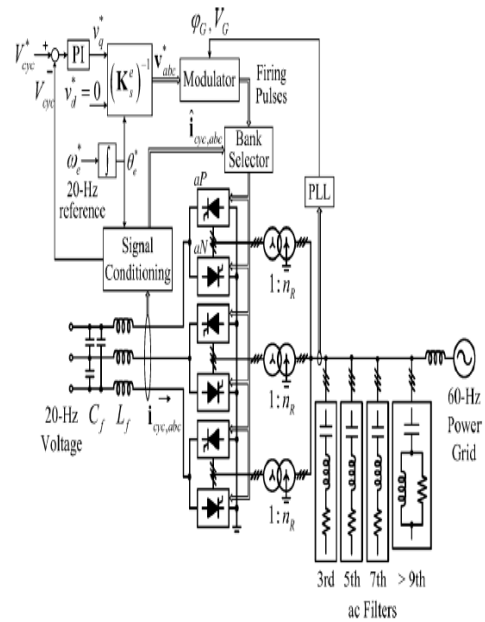 φ_G, V_G
V*_cyc
+
−
PI
v*_q
(K^e_s)^−1
v*_abc
Modulator
Firing
Pulses
V_cyc
v*_d = 0
î_cyc,abc
Bank
Selector
ω*_e
∫
θ*_e
20-Hz
reference
aP
PLL
Signal
Conditioning
aN
1:n_R
1:n_R
1:n_R
20-Hz
Voltage
C_f
L_f
i_cyc,abc
60-Hz
Power
Grid
3rd 5th 7th > 9th
ac Filters